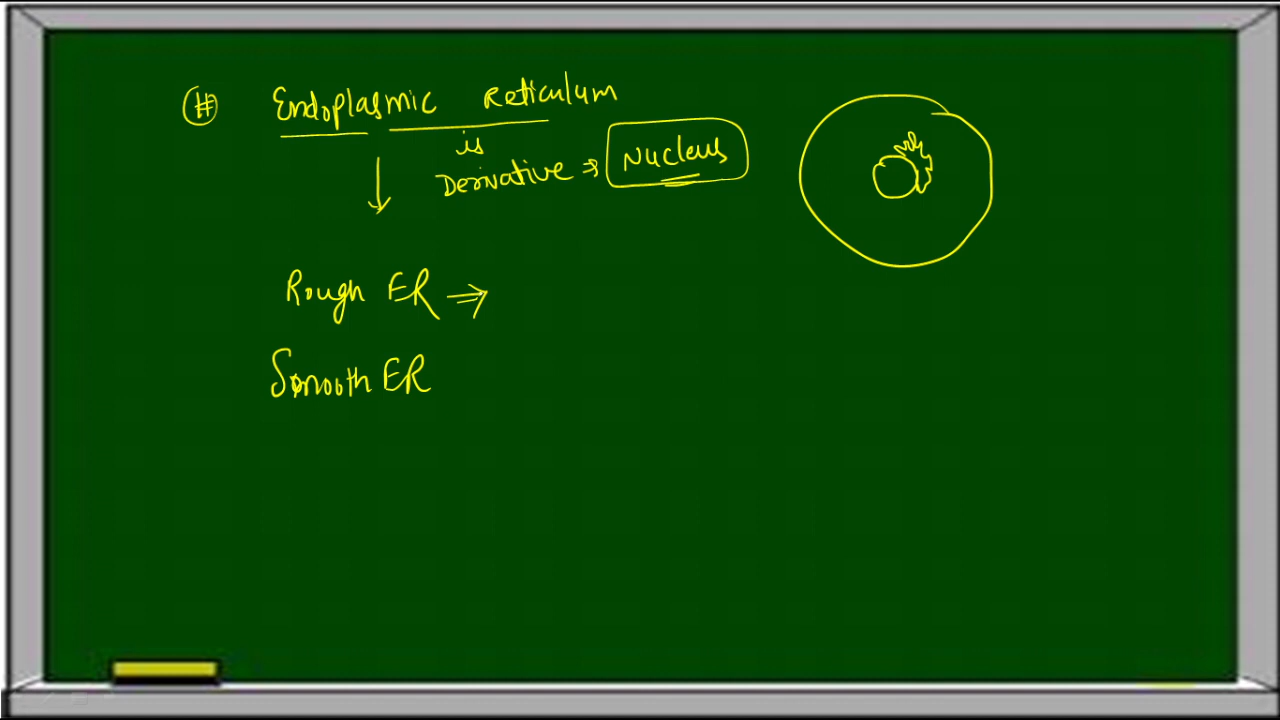 # Endoplasmic Reticulum
is
Derivative ⇒ Nucleus
Rough ER ⇒
Smooth ER